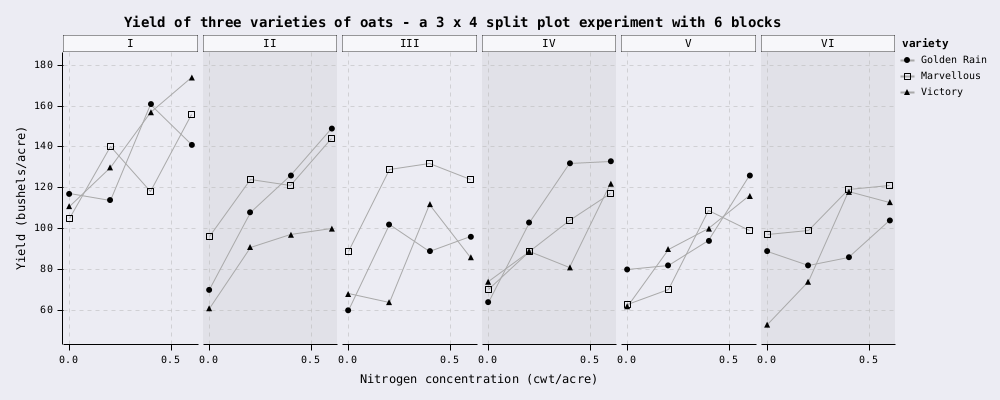 Yield of three varieties of oats - a 3 x 4 split plot experiment with 6 blocks
I II III IV V VI
variety
Golden Rain
Marvellous
Victory
Yield (bushels/acre)
180
160
140
120
100
80
60
0.0 0.5 0.0 0.5 0.0 0.5 0.0 0.5 0.0 0.5 0.0 0.5
Nitrogen concentration (cwt/acre)